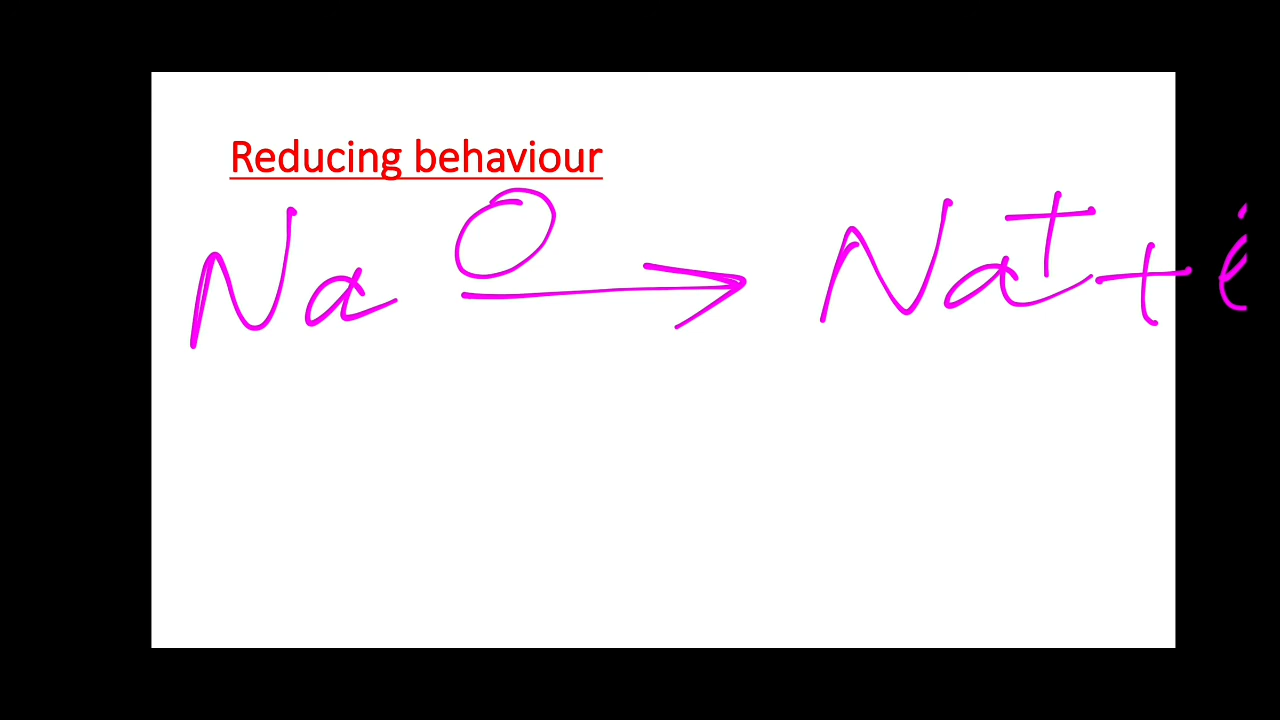 Reducing behaviour
Na O → Na⁺ + e